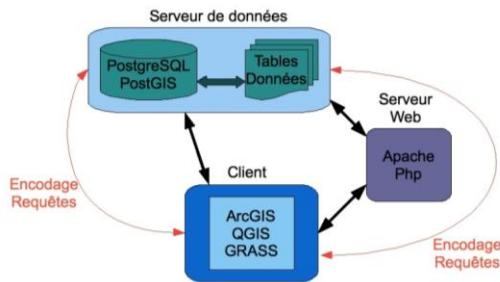 Serveur de données
PostgreSQL
PostGIS
Tables
Données
Serveur
Web
Apache
Php
Client
ArcGIS
QGIS
GRASS
Encodage
Requêtes
Encodage
Requêtes